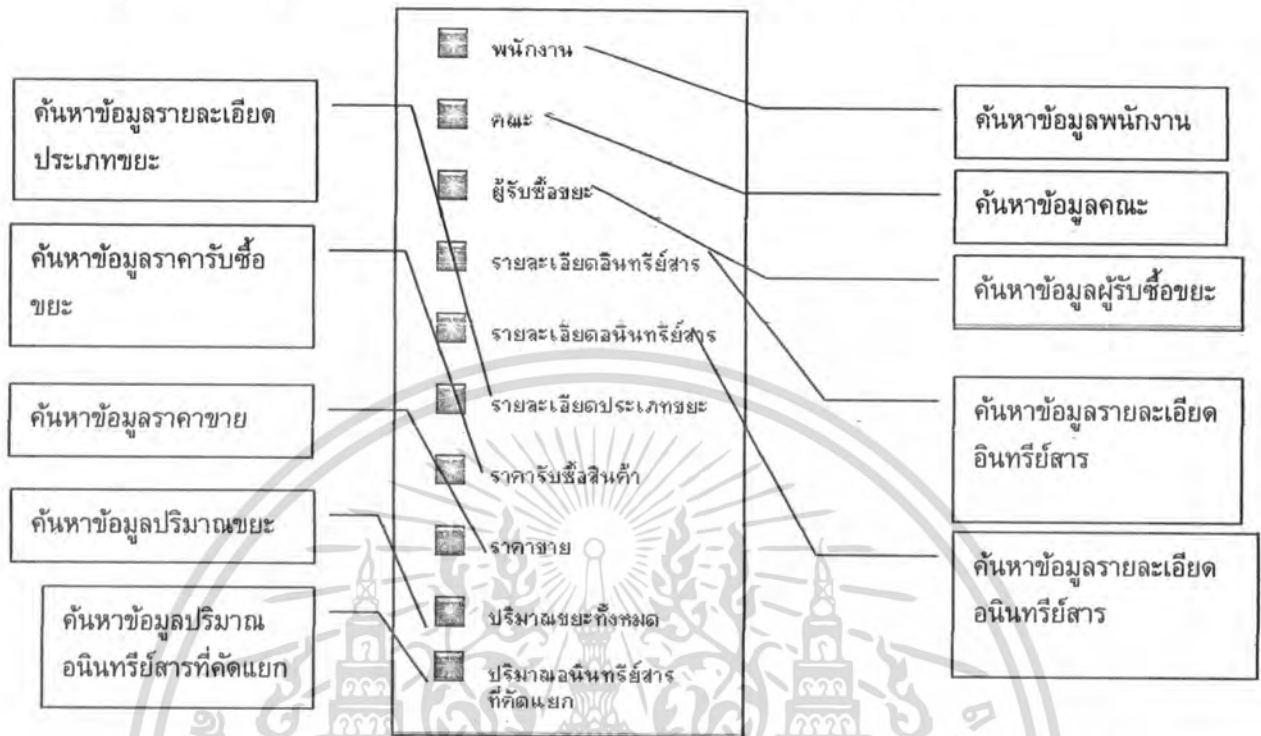 พนักงาน
คณะ
ผู้รับซื้อขยะ
รายละเอียดอินทรีย์สาร
รายละเอียดอนินทรีย์สาร
รายละเอียดประเภทขยะ
ราคารับซื้อสินค้า
ราคาขาย
ปริมาณขยะทั้งหมด
ปริมาณอนินทรีย์สาร
ที่คัดแยก
ค้นหาข้อมูลรายละเอียด
ประเภทขยะ
ค้นหาข้อมูลราคารับซื้อ
ขยะ
ค้นหาข้อมูลราคาขาย
ค้นหาข้อมูลปริมาณขยะ
ค้นหาข้อมูลปริมาณ
อนินทรีย์สารที่คัดแยก
ค้นหาข้อมูลพนักงาน
ค้นหาข้อมูลคณะ
ค้นหาข้อมูลผู้รับซื้อขยะ
ค้นหาข้อมูลรายละเอียด
อินทรีย์สาร
ค้นหาข้อมูลรายละเอียด
อนินทรีย์สาร